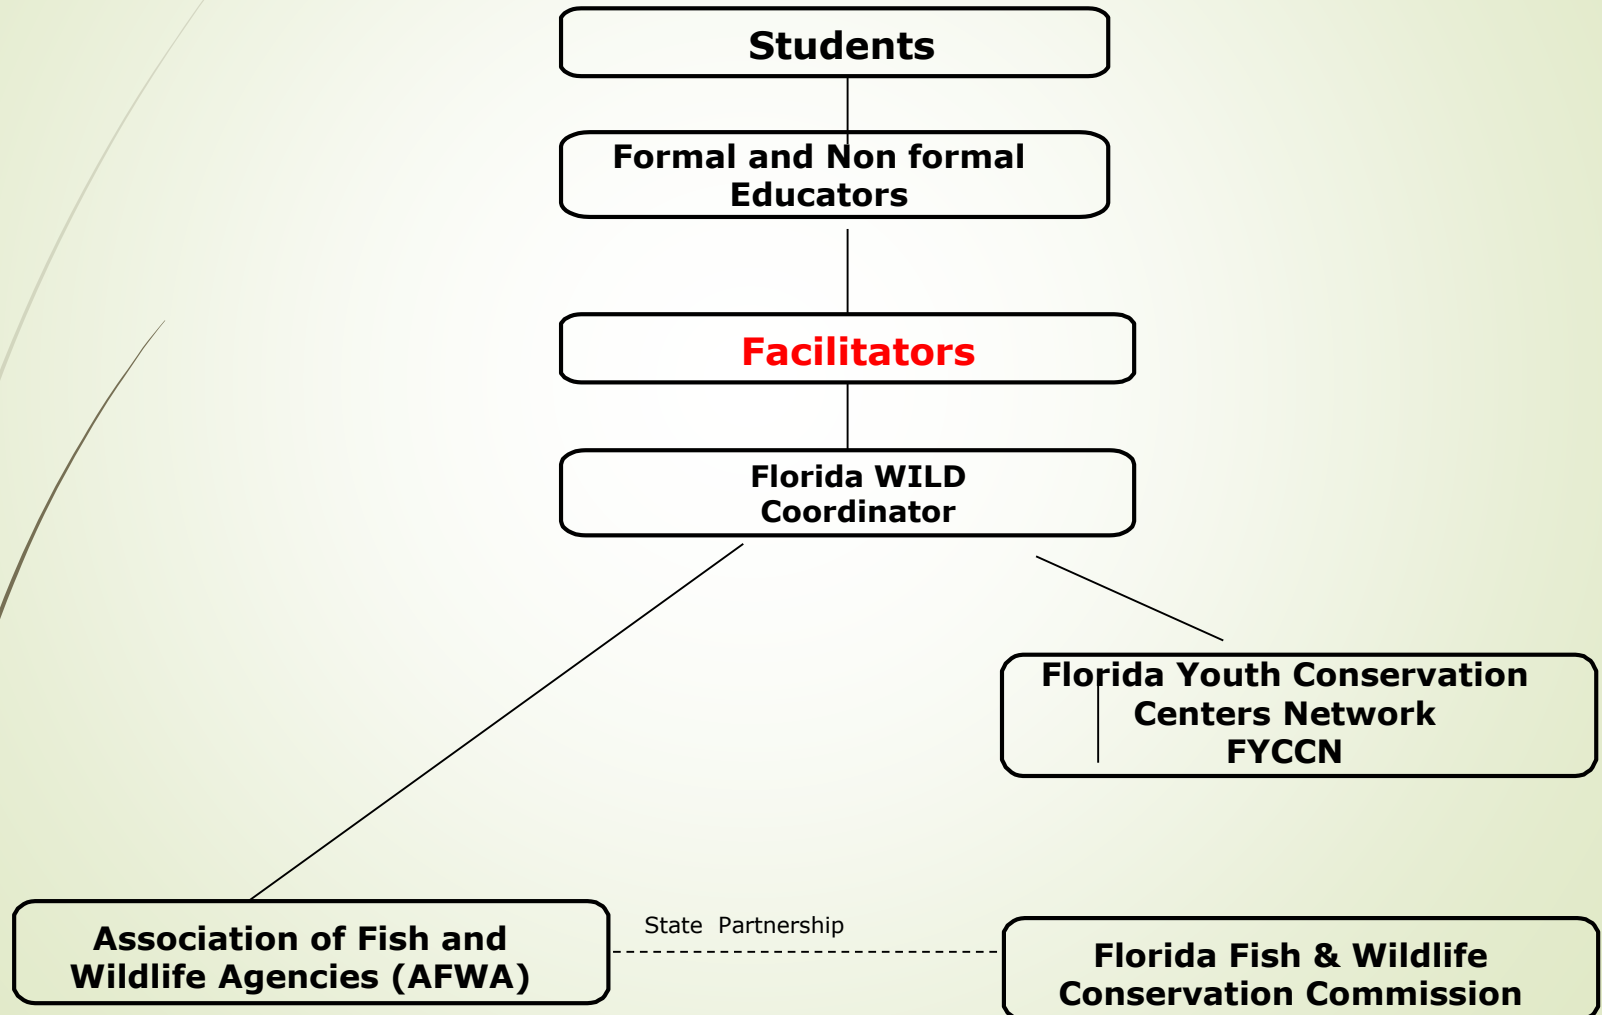 Students
Formal and Non formal
Educators
Facilitators
Florida WILD
Coordinator
Florida Youth Conservation
Centers Network
FYCCN
Association of Fish and
Wildlife Agencies (AFWA)
State Partnership
Florida Fish & Wildlife
Conservation Commission